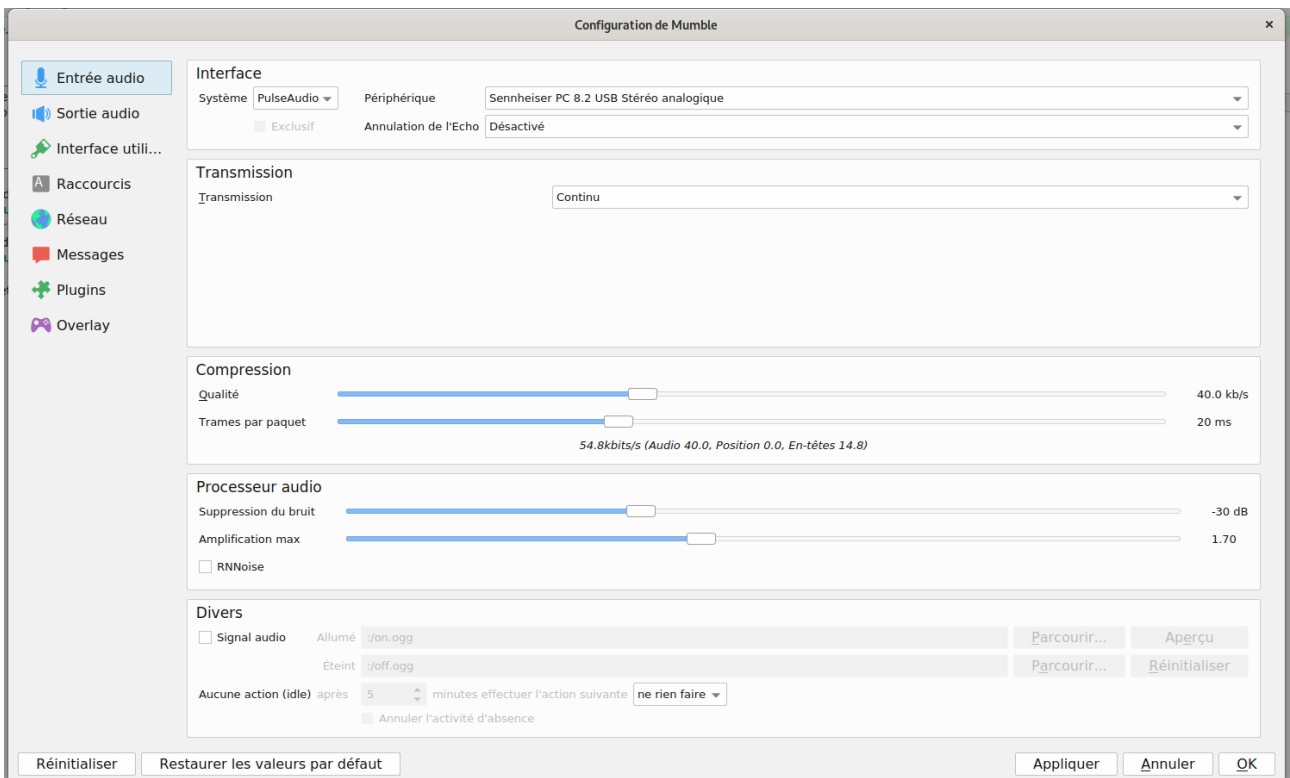 Configuration de Mumble ×
Entrée audio
Sortie audio
Interface utili...
A Raccourcis
Réseau
Messages
Plugins
Overlay
Interface
Système PulseAudio Périphérique Sennheiser PC 8.2 USB Stéréo analogique
Exclusif Annulation de l'Echo Désactivé
Transmission
Transmission Continu
Compression
Qualité 40.0 kb/s
Trames par paquet 20 ms
54.8kbits/s (Audio 40.0, Position 0.0, En-têtes 14.8)
Processeur audio
Suppression du bruit -30 dB
Amplification max 1.70
RNNoise
Divers
Signal audio Allumé :/on.ogg Parcourir... Aperçu
Éteint :/off.ogg Parcourir... Réinitialiser
Aucune action (idle) après 5 minutes effectuer l'action suivante ne rien faire
Annuler l'activité d'absence
Réinitialiser Restaurer les valeurs par défaut Appliquer Annuler OK